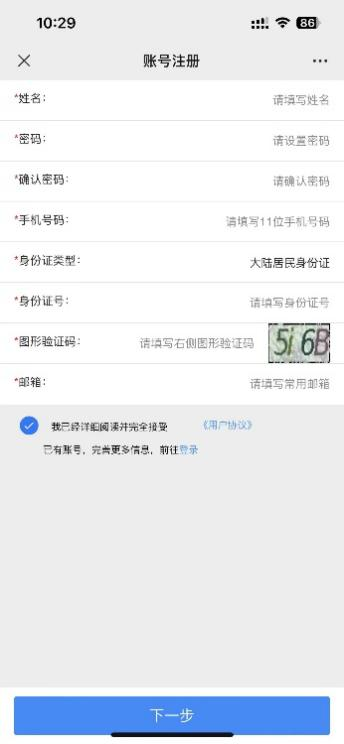 10:29
86
账号注册
*姓名：
请填写姓名
*密码：
请设置密码
*确认密码：
请确认密码
*手机号码：
请填写11位手机号码
*身份证类型：
大陆居民身份证
*身份证号：
请填写身份证号
*图形验证码：
请填写右侧图形验证码
5i6B
*邮箱：
请填写常用邮箱
我已经详细阅读并完全接受
《用户协议》
已有账号，完善更多信息，前往登录
下一步